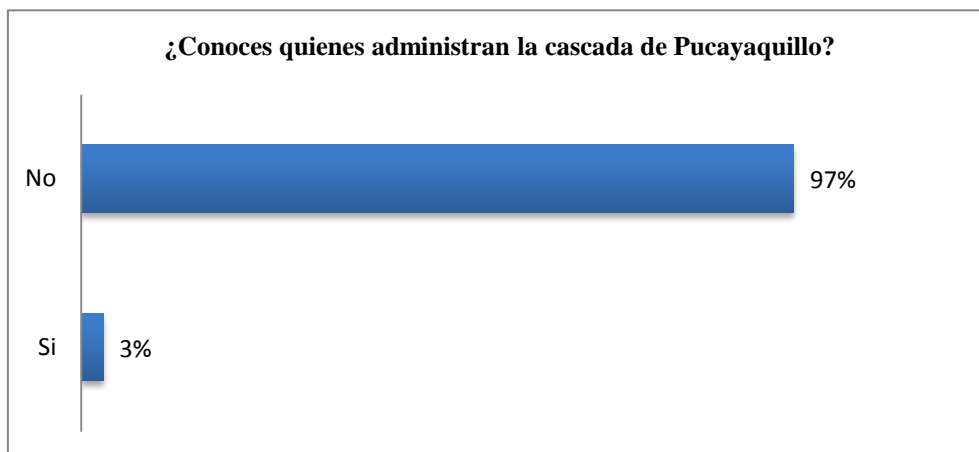 ¿Conoces quienes administran la cascada de Pucayaquillo?
No
97%
Si
3%